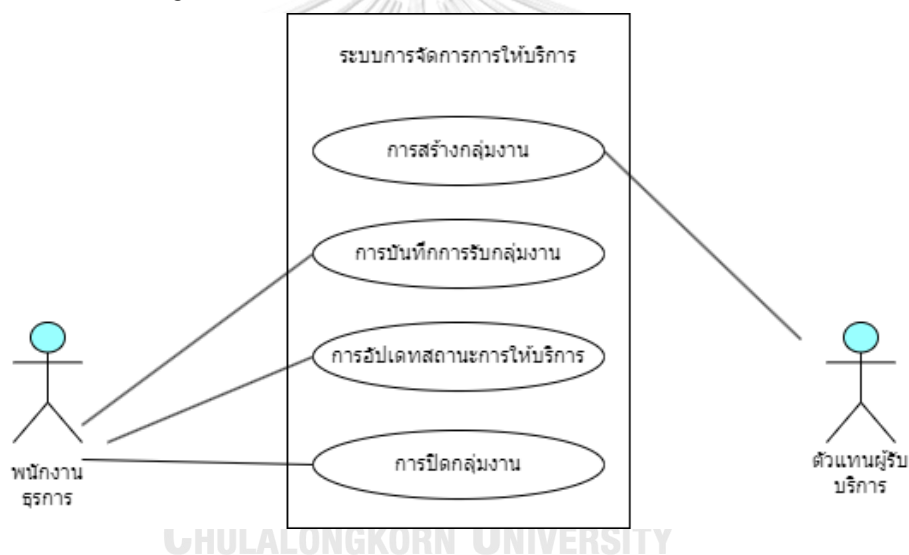 ระบบการจัดการการให้บริการ
การสร้างกลุ่มงาน
การบันทึกการรับกลุ่มงาน
การอัปเดทสถานะการให้บริการ
การปิดกลุ่มงาน
พนักงาน
ธุรการ
ตัวแทนผู้รับ
บริการ
CHULALONGKORN UNIVERSITY